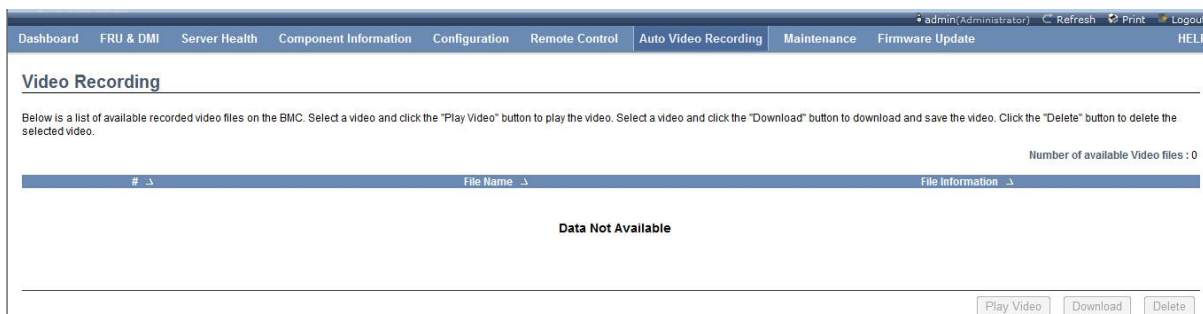 admin(Administrator) Refresh Print Logout
Dashboard FRU & DMI Server Health Component Information Configuration Remote Control Auto Video Recording Maintenance Firmware Update HELP
Video Recording
Below is a list of available recorded video files on the BMC. Select a video and click the "Play Video" button to play the video. Select a video and click the "Download" button to download and save the video. Click the "Delete" button to delete the
selected video.
Number of available Video files : 0
# File Name File Information
Data Not Available
Play Video Download Delete